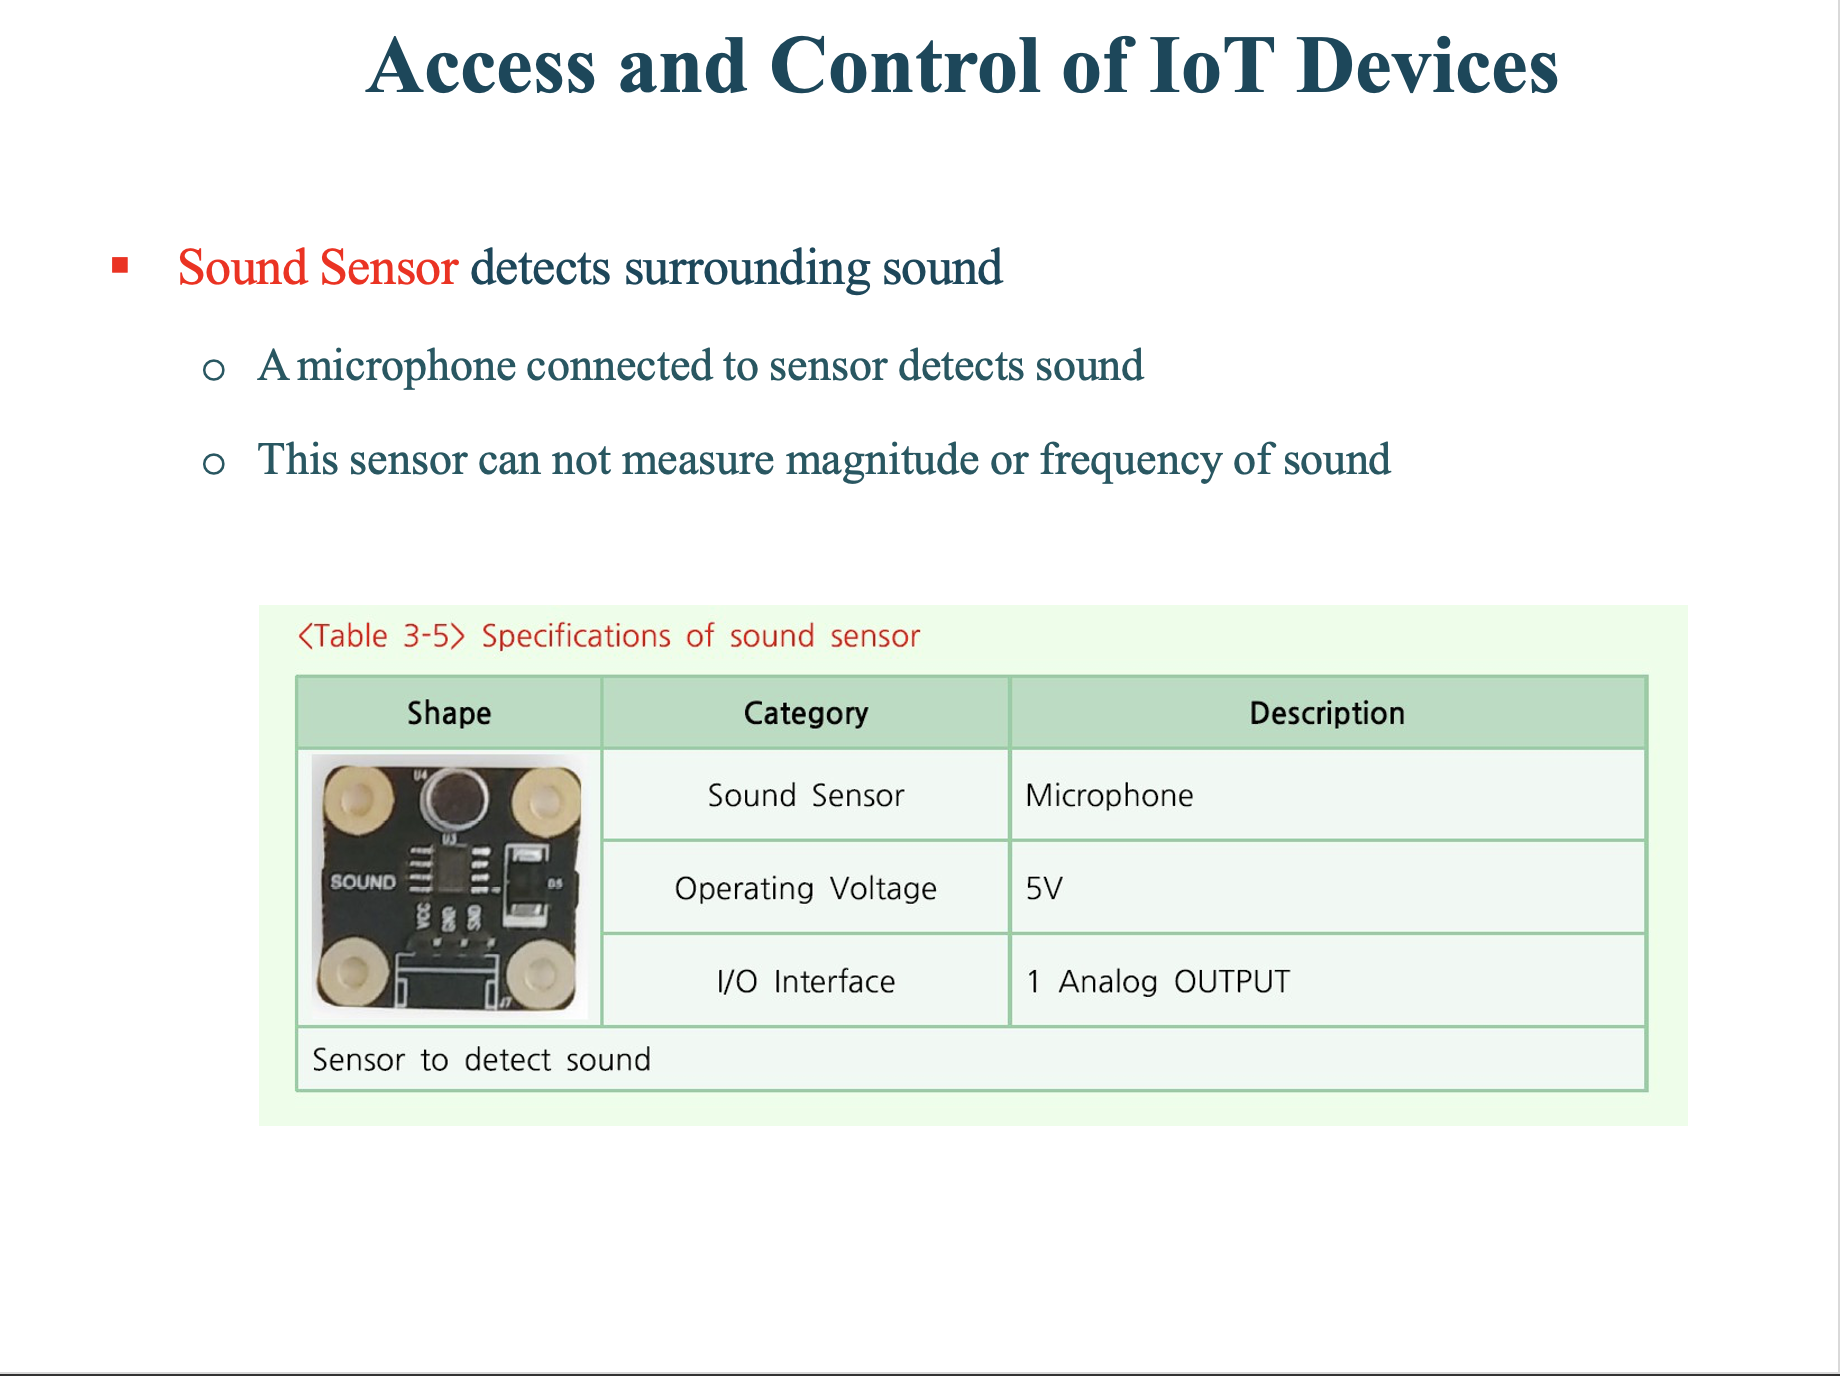 Access and Control of IoT Devices
▪ Sound Sensor detects surrounding sound
o A microphone connected to sensor detects sound
o This sensor can not measure magnitude or frequency of sound
<Table 3-5> Specifications of sound sensor
Shape Category Description
U4
U3
SOUND
D5
VCC GND SND
J7
Sound Sensor Microphone
Operating Voltage 5V
I/O Interface 1 Analog OUTPUT
Sensor to detect sound